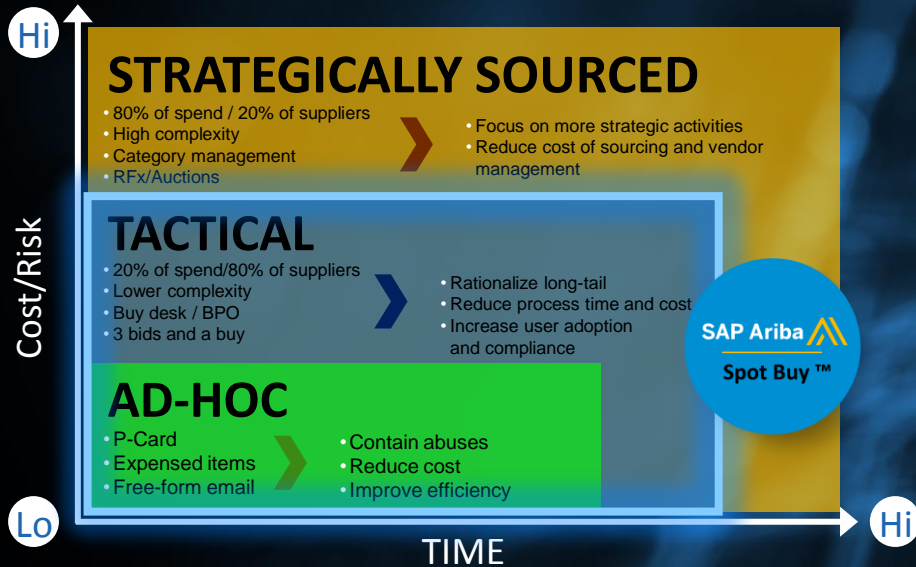 Hi
STRATEGICALLY SOURCED
• 80% of spend / 20% of suppliers
• High complexity
• Category management
• RFx/Auctions
• Focus on more strategic activities
• Reduce cost of sourcing and vendor
management
TACTICAL
• 20% of spend/80% of suppliers
• Lower complexity
• Buy desk / BPO
• 3 bids and a buy
• Rationalize long-tail
• Reduce process time and cost
• Increase user adoption
and compliance
SAP Ariba
Spot Buy ™
AD-HOC
• P-Card
• Expensed items
• Free-form email
• Contain abuses
• Reduce cost
• Improve efficiency
Cost/Risk
Lo
TIME
Hi